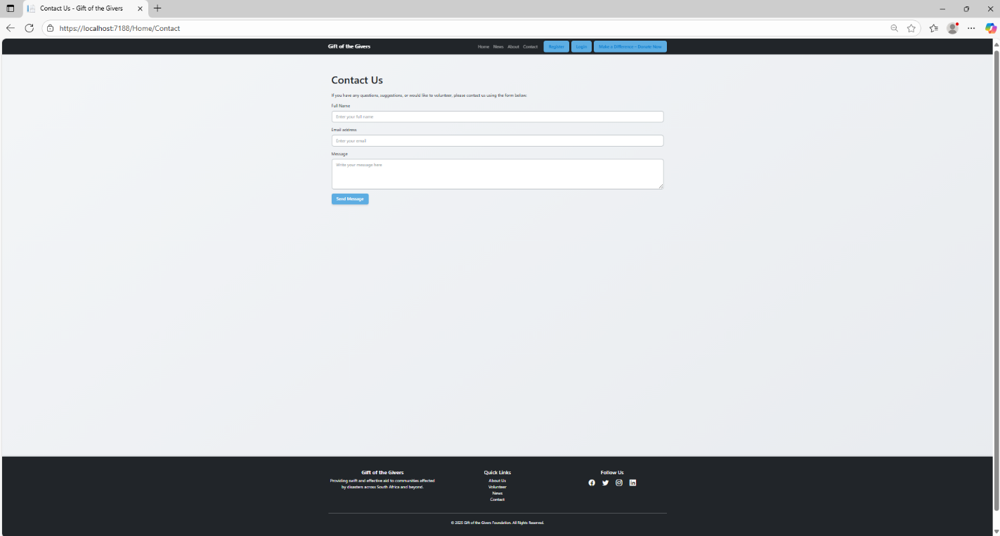 Contact Us - Gift of the Givers
https://localhost:7188/Home/Contact
Gift of the Givers
Home News About Contact Register Login Make a Difference – Donate Now
Contact Us
If you have any questions, suggestions, or would like to volunteer, please contact us using the form below:
Full Name
Enter your full name
Email address
Enter your email
Message
Write your message here
Send Message
Gift of the Givers
Providing swift and effective aid to communities affected
by disasters across South Africa and beyond.
Quick Links
About Us
Volunteer
News
Contact
Follow Us
© 2025 Gift of the Givers Foundation. All Rights Reserved.